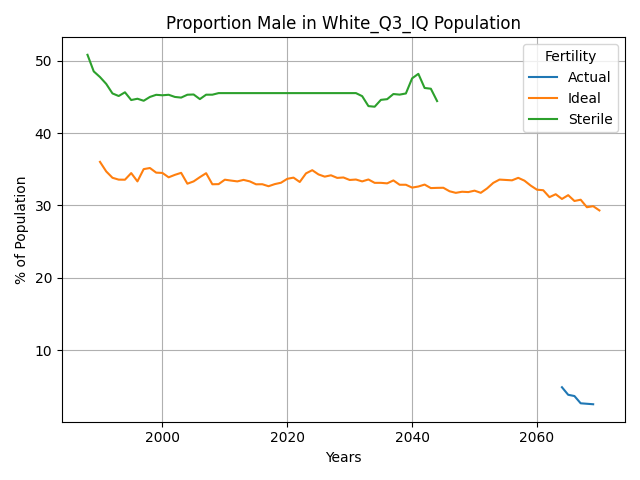 Proportion Male in White_Q3_IQ Population
% of Population
50
40
30
20
10
Fertility
Actual
Ideal
Sterile
2000
2020
2040
2060
Years